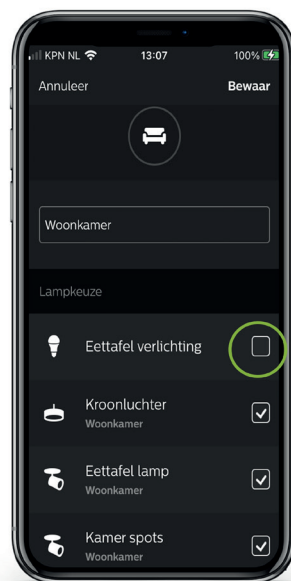 KPN NL 13:07 100%
Annuleer Bewaar
Woonkamer
Lampkeuze
Eettafel verlichting
Kroonluchter
Woonkamer
Eettafel lamp
Woonkamer
Kamer spots
Woonkamer